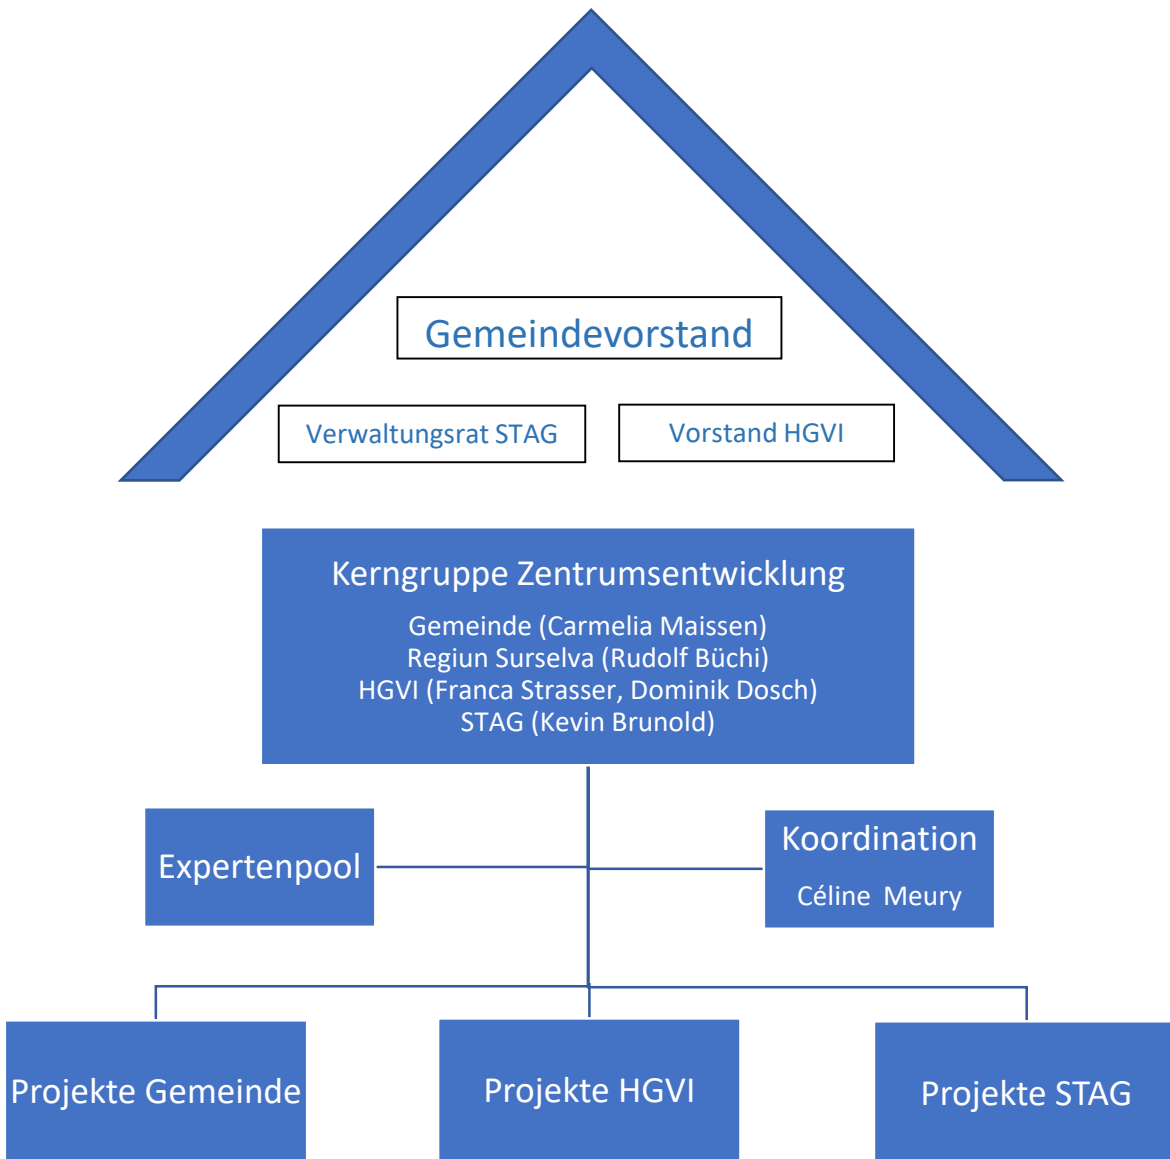 Gemeindevorstand
Verwaltungsrat STAG
Vorstand HGVI
Kerngruppe Zentrumsentwicklung
Gemeinde (Carmelia Maissen)
Regiun Surselva (Rudolf Büchi)
HGVI (Franca Strasser, Dominik Dosch)
STAG (Kevin Brunold)
Expertenpool
Koordination
Céline Meury
Projekte Gemeinde
Projekte HGVI
Projekte STAG